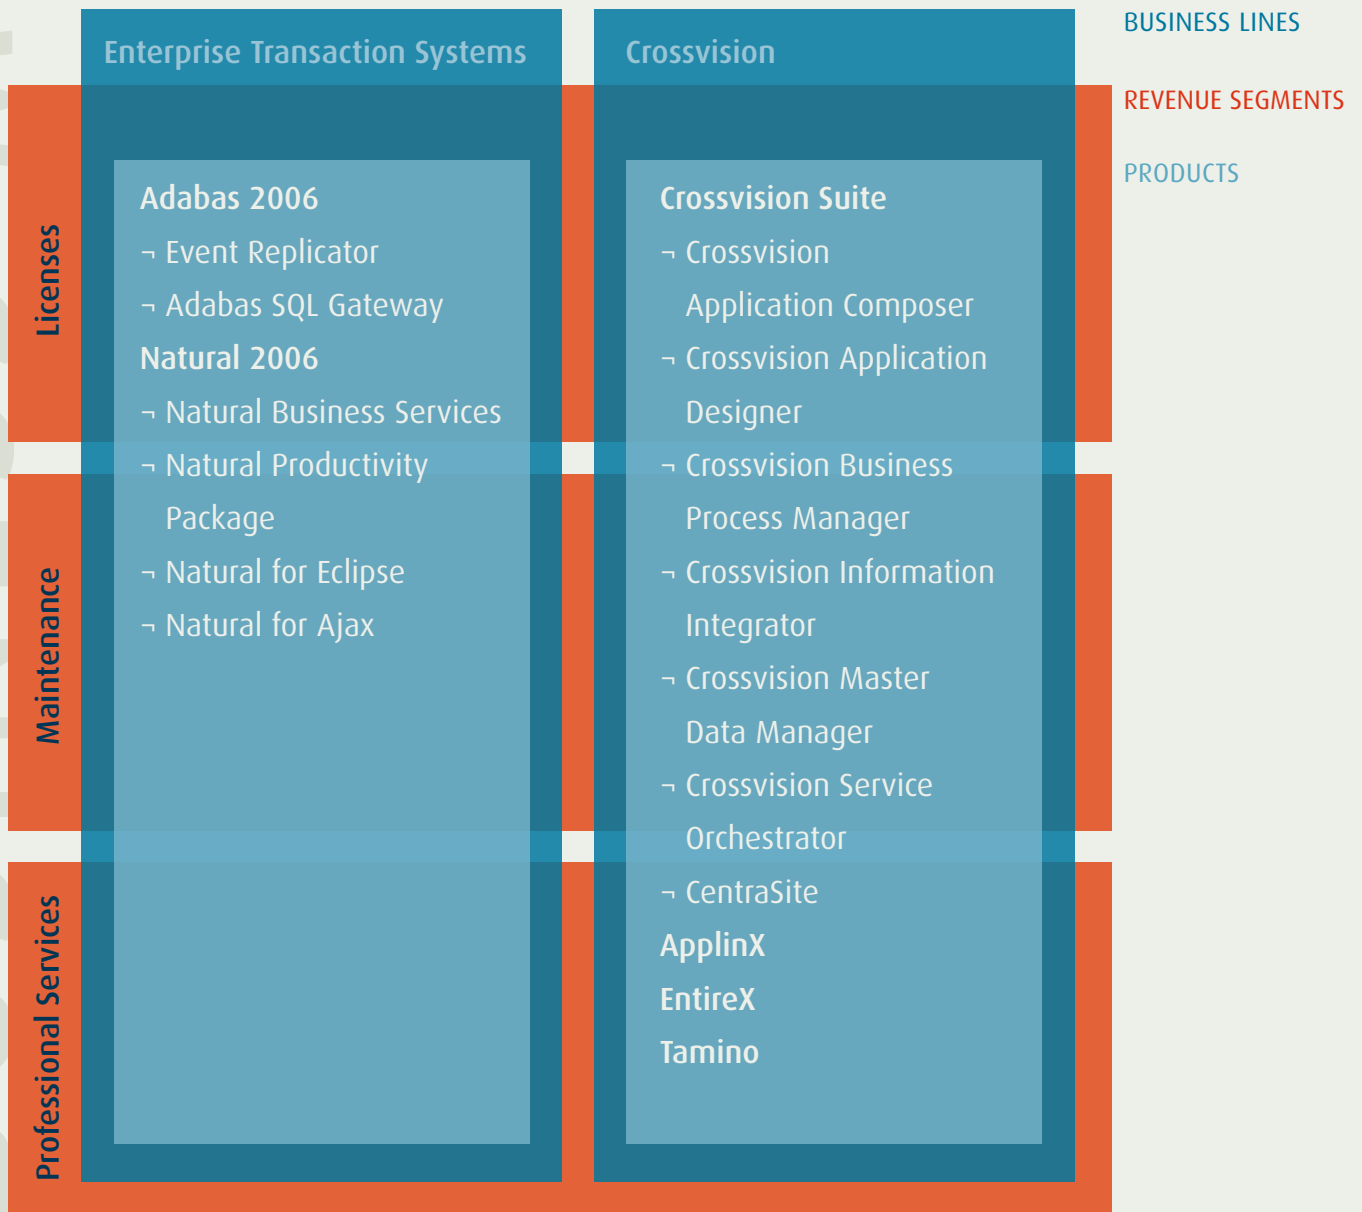 Enterprise Transaction Systems
Adabas 2006
¬ Event Replicator
¬ Adabas SQL Gateway
Natural 2006
¬ Natural Business Services
¬ Natural Productivity
Package
¬ Natural for Eclipse
¬ Natural for Ajax
Crossvision
Crossvision Suite
¬ Crossvision
Application Composer
¬ Crossvision Application
Designer
¬ Crossvision Business
Process Manager
¬ Crossvision Information
Integrator
¬ Crossvision Master
Data Manager
¬ Crossvision Service
Orchestrator
¬ CentraSite
ApplinX
EntireX
Tamino
BUSINESS LINES
REVENUE SEGMENTS
PRODUCTS
Licenses
Maintenance
Professional Services